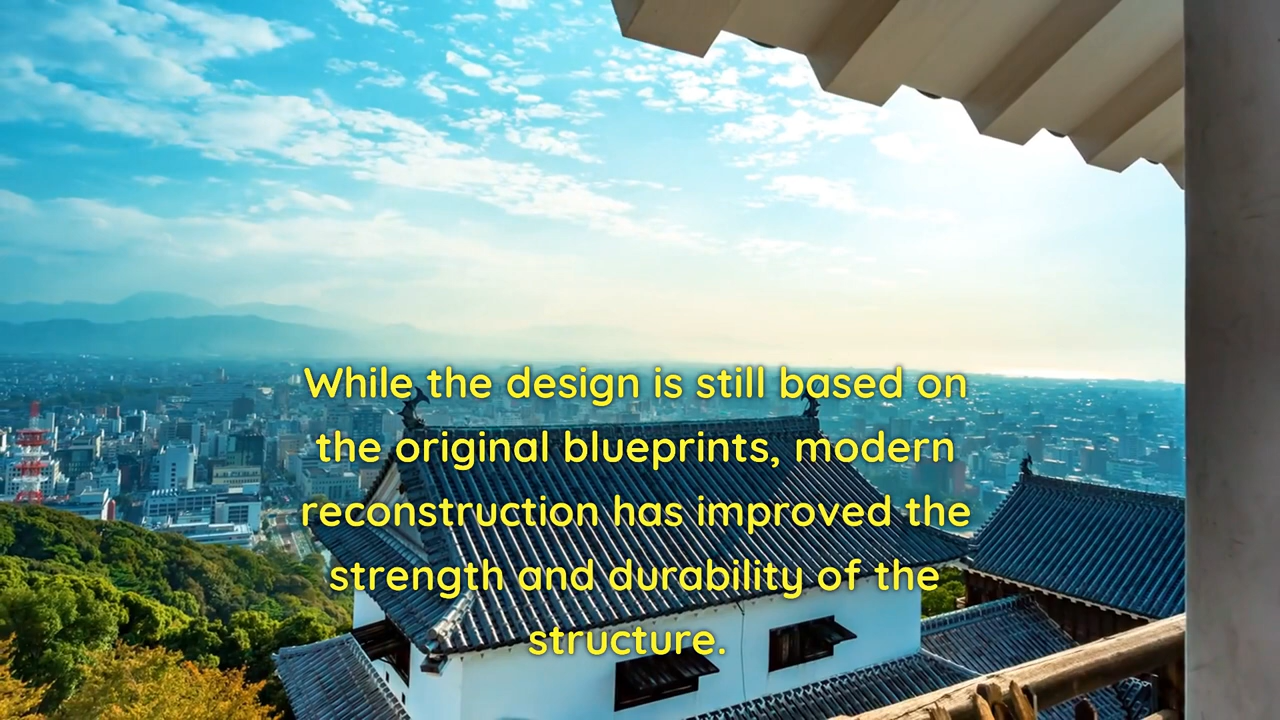 While the design is still based on
the original blueprints, modern
reconstruction has improved the
strength and durability of the
structure.